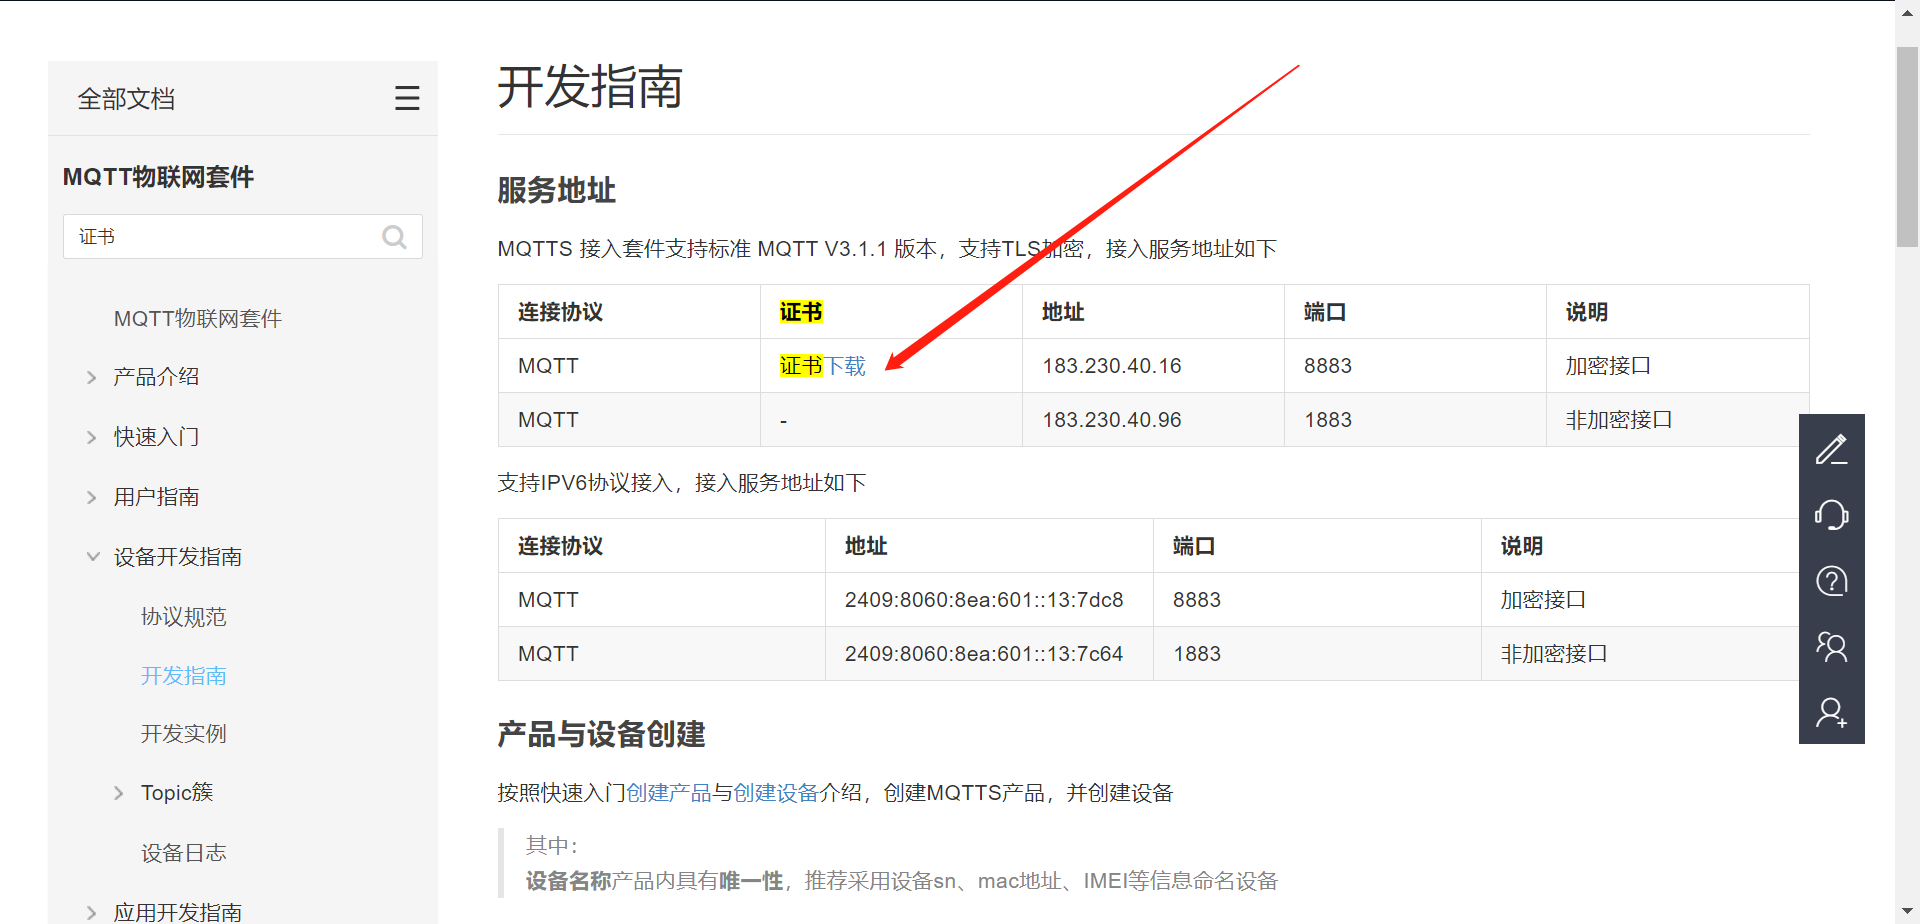 全部文档
MQTT物联网套件
证书
MQTT物联网套件
产品介绍
快速入门
用户指南
设备开发指南
协议规范
开发指南
开发实例
Topic簇
设备日志
应用开发指南
开发指南
服务地址
MQTTS 接入套件支持标准 MQTT V3.1.1 版本，支持TLS加密，接入服务地址如下
连接协议 证书 地址 端口 说明
MQTT 证书下载 183.230.40.16 8883 加密接口
MQTT - 183.230.40.96 1883 非加密接口
支持IPV6协议接入，接入服务地址如下
连接协议 地址 端口 说明
MQTT 2409:8060:8ea:601::13:7dc8 8883 加密接口
MQTT 2409:8060:8ea:601::13:7c64 1883 非加密接口
产品与设备创建
按照快速入门创建产品与创建设备介绍，创建MQTTS产品，并创建设备
其中：
设备名称产品内具有唯一性，推荐采用设备sn、mac地址、IMEI等信息命名设备